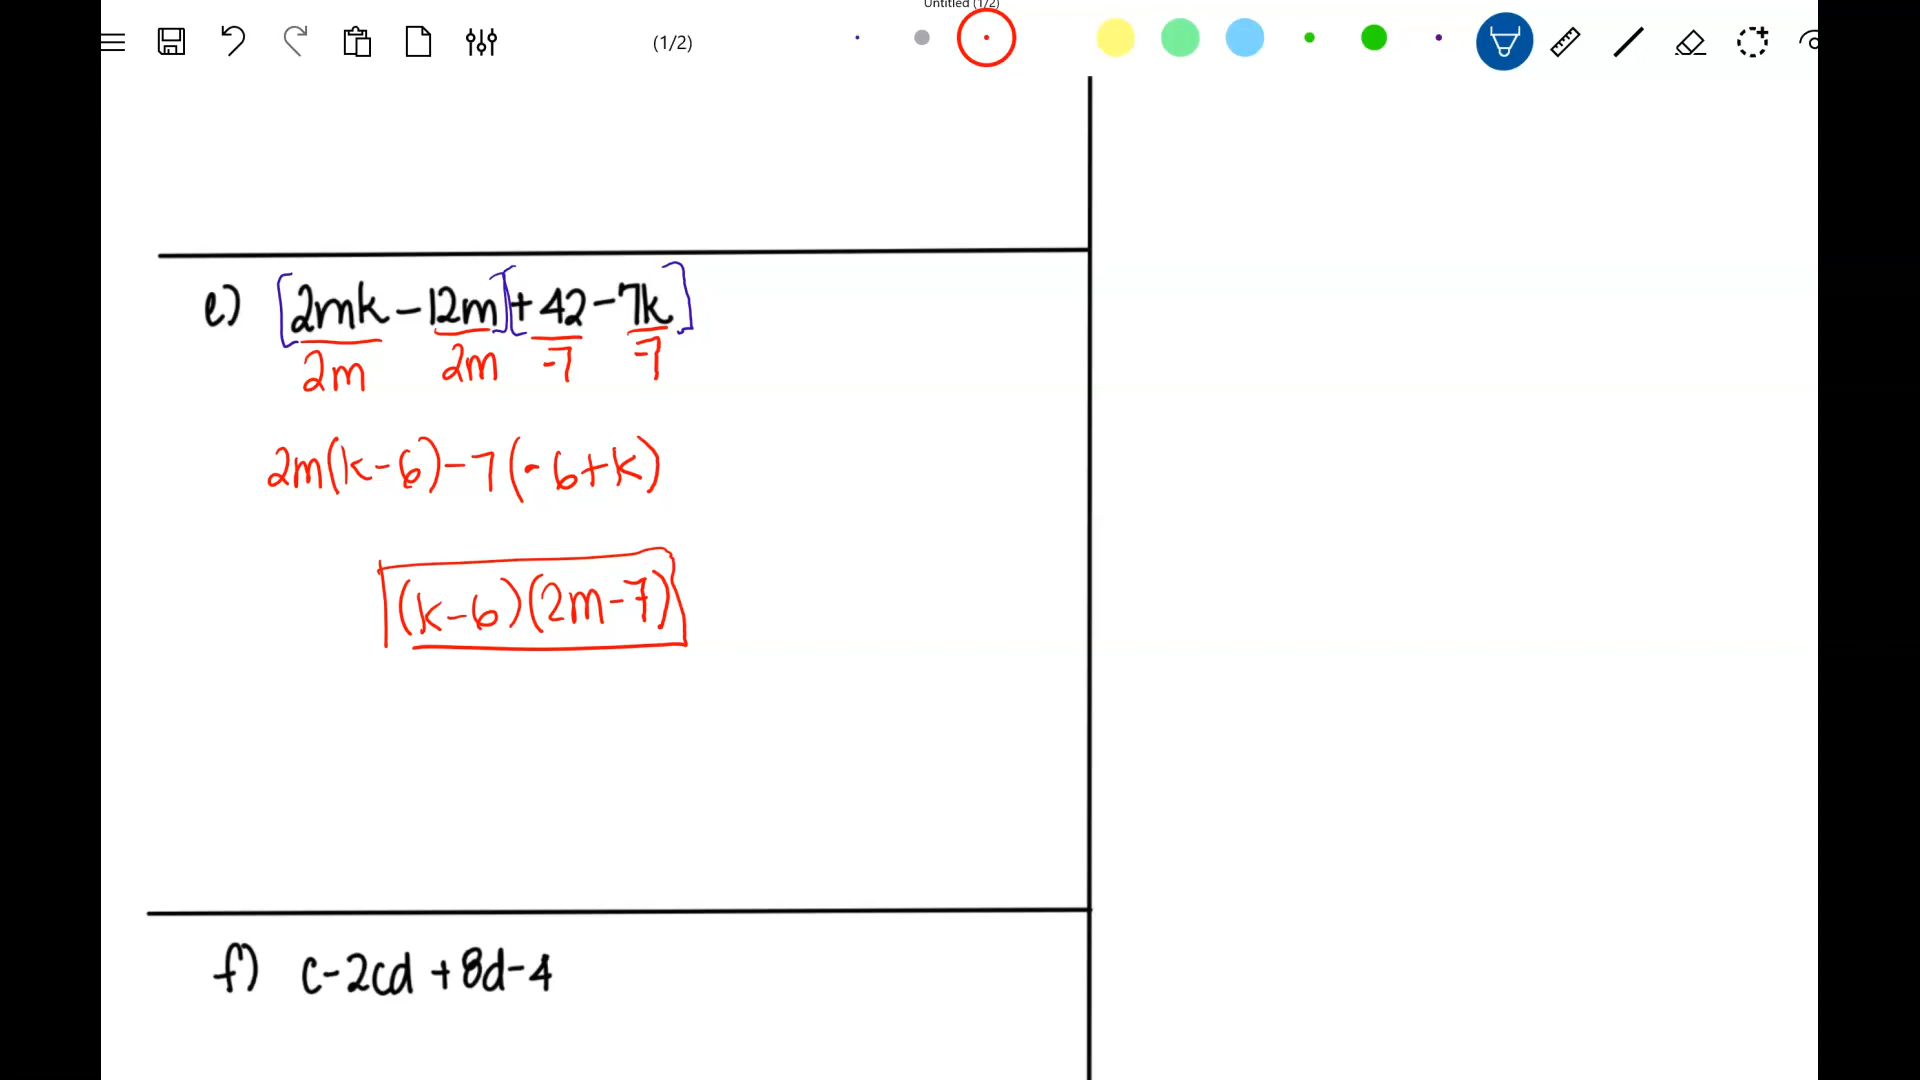 Untitled (1/2)
(1/2)
e) [2mk - 12m][+ 42 - 7k]
2m 2m -7 -7
2m(k-6)-7(-6+k)
(k-6)(2m-7)
f) c-2cd +8d-4